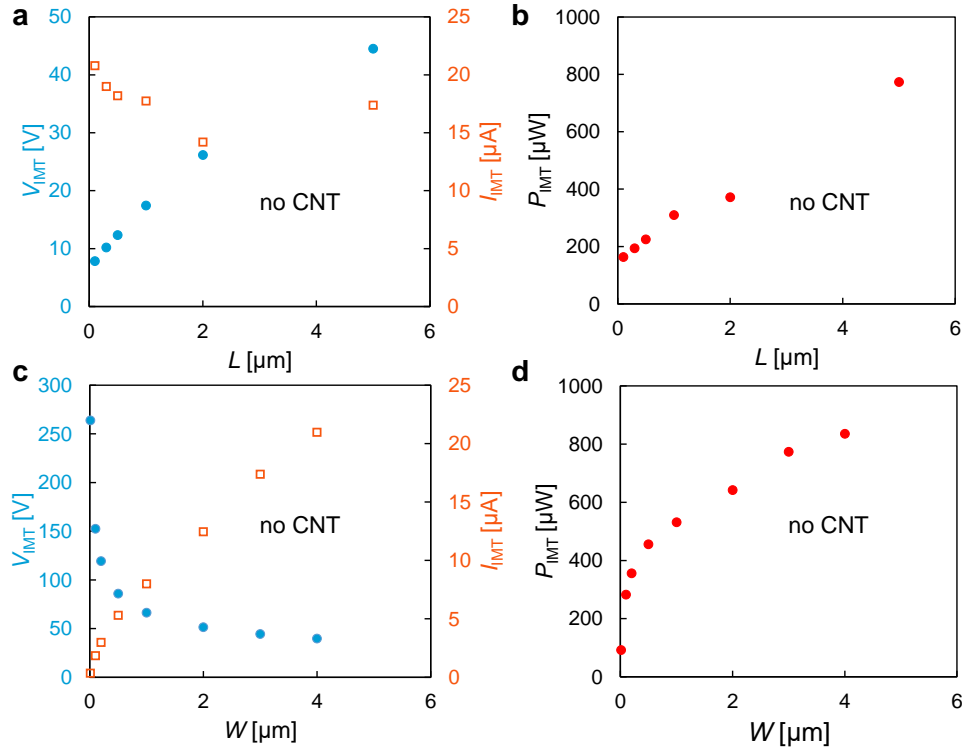 a
50
40
30
20
10
0
V_IMT [V]
25
20
15
10
5
0
I_IMT [µA]
no CNT
0
2
4
6
L [µm]
b
1000
800
600
400
200
0
P_IMT [µW]
no CNT
0
2
4
6
L [µm]
c
300
250
200
150
100
50
0
V_IMT [V]
25
20
15
10
5
0
I_IMT [µA]
no CNT
0
2
4
6
W [µm]
d
1000
800
600
400
200
0
P_IMT [µW]
no CNT
0
2
4
6
W [µm]